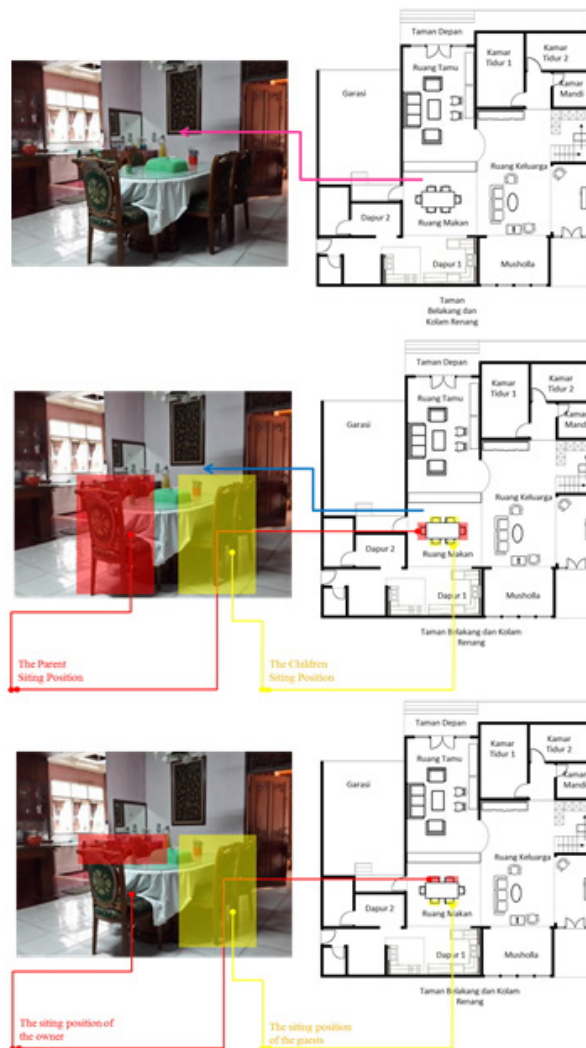 Taman Depan
Kamar
Tidur 1
Kamar
Tidur 2
Ruang Tamu
Kamar
Mandi
Garasi
Ruang Keluarga
Dapur 2
Ruang Makan
Dapur 1
Musholla
Taman
Belakang dan
Kolam Renang
Taman Depan
Kamar
Tidur 1
Kamar
Tidur 2
Ruang Tamu
Kamar
Mandi
Garasi
Ruang Keluarga
Dapur 2
Ruang Makan
Dapur 1
Musholla
Taman Belakang dan Kolam
Renang
The Parent
Siting Position
The Children
Siting Position
Taman Depan
Kamar
Tidur 1
Kamar
Tidur 2
Ruang Tamu
Kamar
Mandi
Garasi
Ruang Keluarga
Dapur 2
Ruang Makan
Dapur 1
Musholla
Taman Belakang dan Kolam
Renang
The siting position of
the owner
The siting position
of the guests